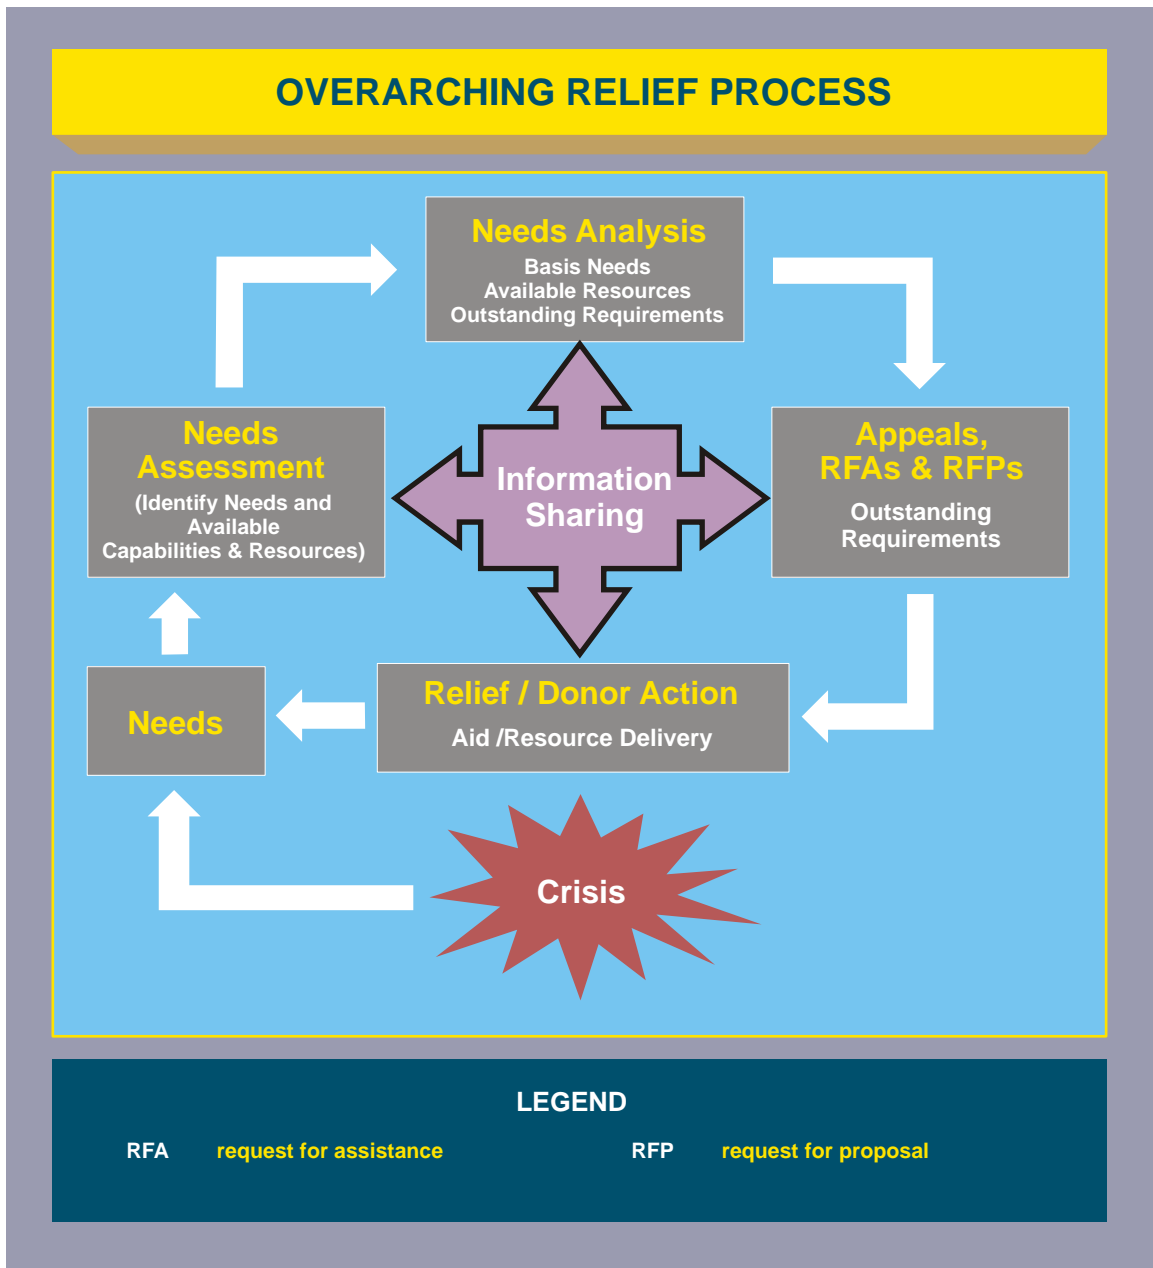 OVERARCHING RELIEF PROCESS
Needs Analysis
Basis Needs
Available Resources
Outstanding Requirements
Needs
Assessment
(Identify Needs and
Available
Capabilities & Resources)
Information
Sharing
Appeals,
RFAs & RFPs
Outstanding
Requirements
Needs
Relief / Donor Action
Aid /Resource Delivery
Crisis
LEGEND
RFA request for assistance
RFP request for proposal